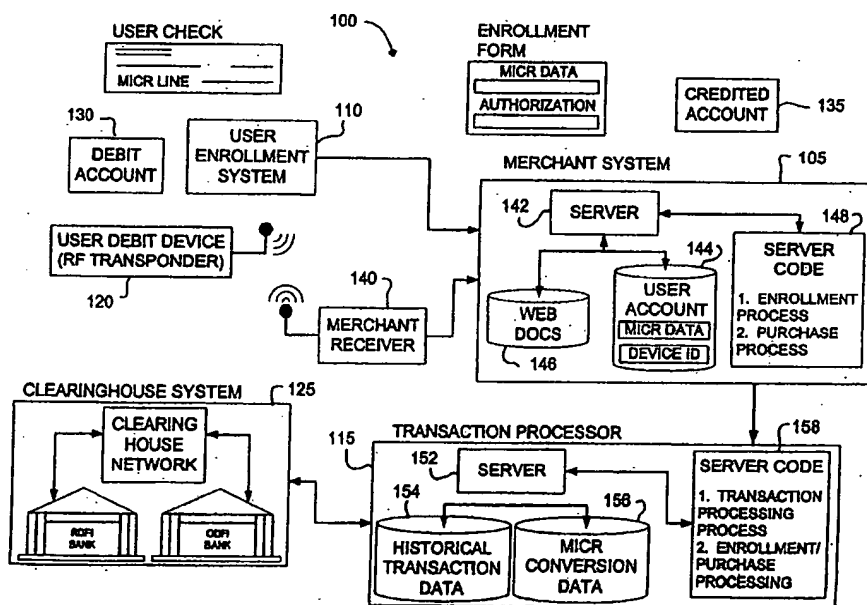 USER CHECK
MICR LINE
100
ENROLLMENT
FORM
MICR DATA
AUTHORIZATION
CREDITED
ACCOUNT
135
130
DEBIT
ACCOUNT
110
USER
ENROLLMENT
SYSTEM
MERCHANT SYSTEM
105
142
SERVER
148
SERVER
CODE
1. ENROLLMENT
PROCESS
2. PURCHASE
PROCESS
144
USER
ACCOUNT
MICR DATA
DEVICE ID
WEB
DOCS
146
USER DEBIT DEVICE
(RF TRANSPONDER)
120
140
MERCHANT
RECEIVER
CLEARINGHOUSE SYSTEM
125
CLEARING
HOUSE
NETWORK
RDFI
BANK
ODFI
BANK
TRANSACTION PROCESSOR
115
152
SERVER
154
HISTORICAL
TRANSACTION
DATA
156
MICR
CONVERSION
DATA
158
SERVER CODE
1. TRANSACTION
PROCESSING
PROCESS
2. ENROLLMENT/
PURCHASE
PROCESSING